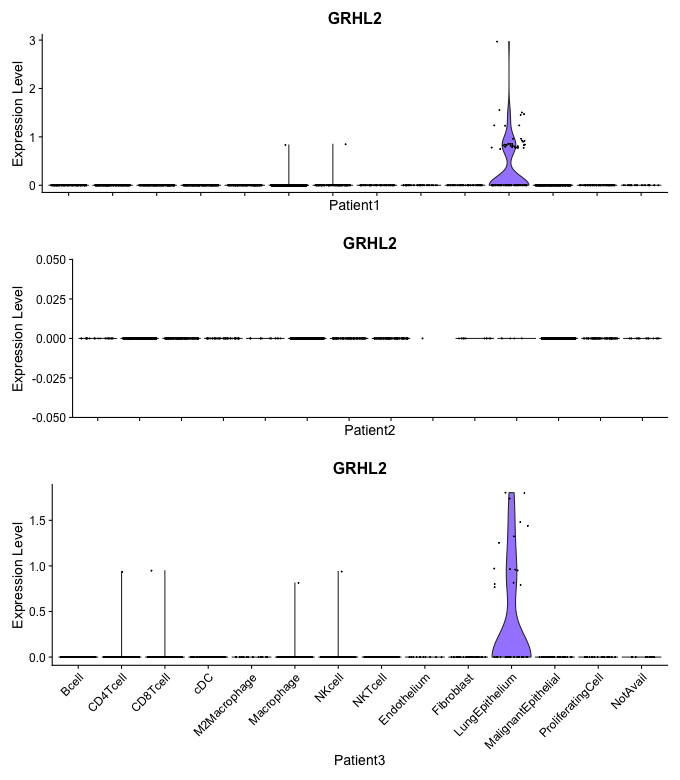 GRHL2
Expression Level
3
2
1
0
Patient1
GRHL2
Expression Level
0.050
0.025
0.000
-0.025
-0.050
Patient2
GRHL2
Expression Level
1.5
1.0
0.5
0.0
Bcell
CD4Tcell
CD8Tcell
cDC
M2Macrophage
Macrophage
NKcell
NKTcell
Endothelium
Fibroblast
LungEpithelium
MalignantEpithelial
ProliferatingCell
NotAvail
Patient3